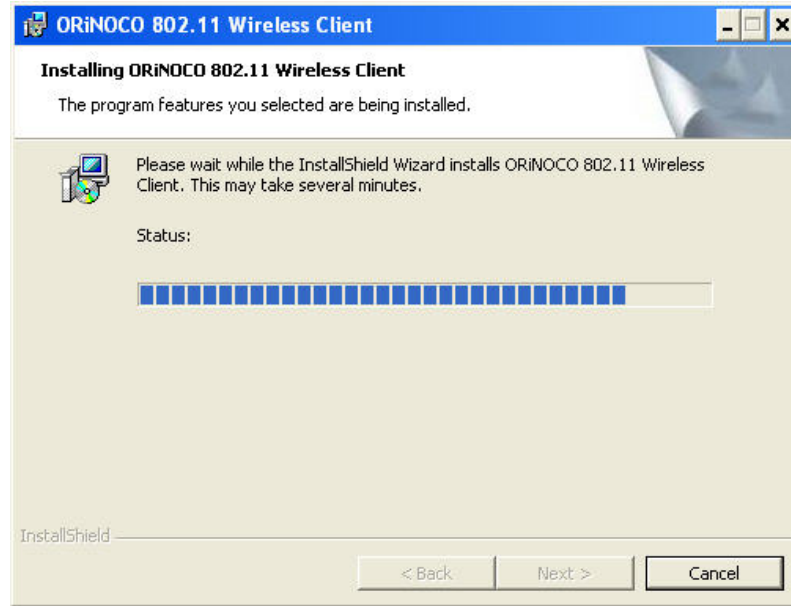 ORiNOCO 802.11 Wireless Client
Installing ORiNOCO 802.11 Wireless Client
The program features you selected are being installed.
Please wait while the InstallShield Wizard installs ORiNOCO 802.11 Wireless
Client. This may take several minutes.
Status:
InstallShield
< Back Next > Cancel